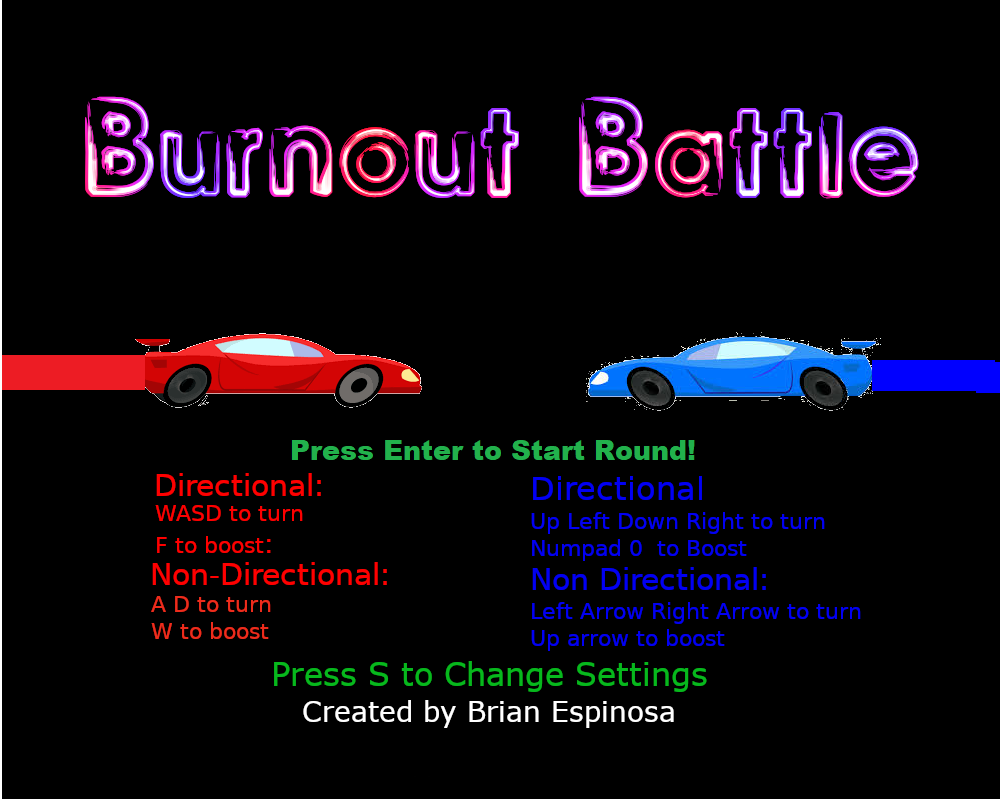 Burnout Battle
Press Enter to Start Round!
Directional:
WASD to turn
F to boost:
Non-Directional:
A D to turn
W to boost
Directional
Up Left Down Right to turn
Numpad 0  to Boost
Non Directional:
Left Arrow Right Arrow to turn
Up arrow to boost
Press S to Change Settings
Created by Brian Espinosa